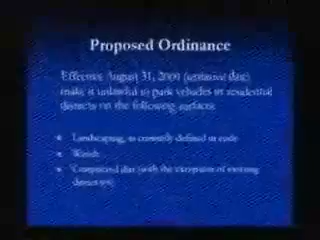 Proposed Ordinance
Effective August 31, 2009 (tentative date)
make it unlawful to park vehicles in residential
districts on the following surfaces
Landscaping, as currently defined in code
Weeds
Compacted dirt (with the exception of existing
driveways)